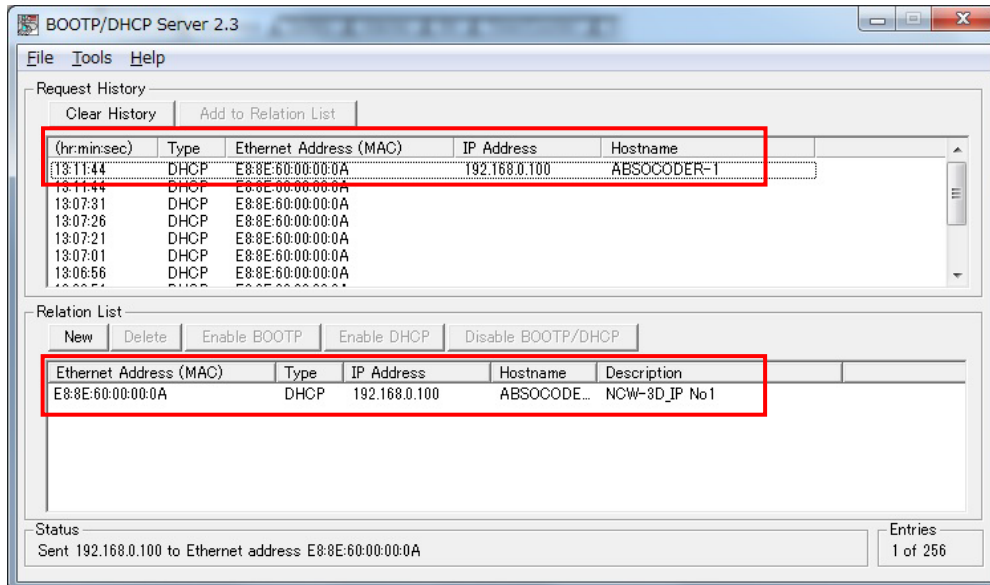 BOOTP/DHCP Server 2.3
File Tools Help
Request History
Clear History Add to Relation List
(hr:min:sec) Type Ethernet Address (MAC) IP Address Hostname
13:11:44 DHCP E8:8E:60:00:00:0A 192.168.0.100 ABSOCODER-1
13:11:44 DHCP E8:8E:60:00:00:0A
13:07:31 DHCP E8:8E:60:00:00:0A
13:07:26 DHCP E8:8E:60:00:00:0A
13:07:21 DHCP E8:8E:60:00:00:0A
13:07:01 DHCP E8:8E:60:00:00:0A
13:06:56 DHCP E8:8E:60:00:00:0A
Relation List
New Delete Enable BOOTP Enable DHCP Disable BOOTP/DHCP
Ethernet Address (MAC) Type IP Address Hostname Description
E8:8E:60:00:00:0A DHCP 192.168.0.100 ABSOCODE... NCW-3D_IP No1
Status
Sent 192.168.0.100 to Ethernet address E8:8E:60:00:00:0A
Entries
1 of 256